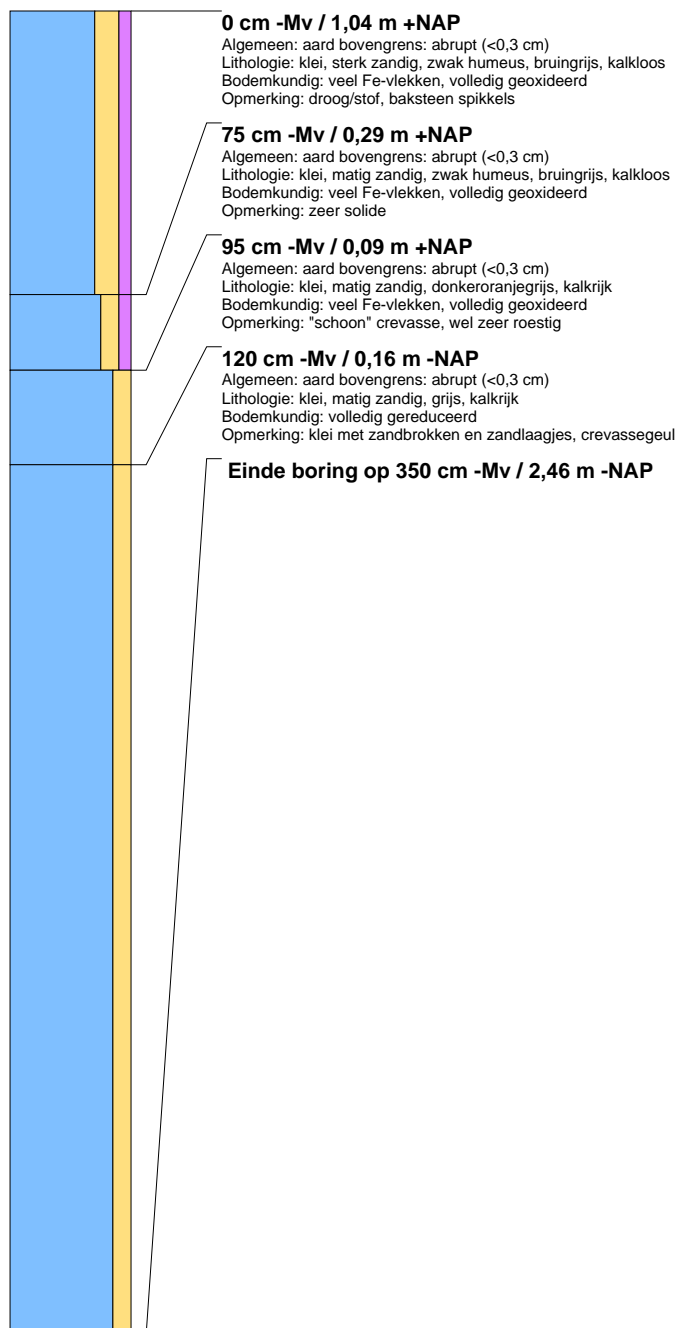 0 cm -Mv / 1,04 m +NAP
Algemeen: aard bovengrens: abrupt (<0,3 cm)
Lithologie: klei, sterk zandig, zwak humeus, bruingrijs, kalkloos
Bodemkundig: veel Fe-vlekken, volledig geoxideerd
Opmerking: droog/stof, baksteen spikkels
75 cm -Mv / 0,29 m +NAP
Algemeen: aard bovengrens: abrupt (<0,3 cm)
Lithologie: klei, matig zandig, zwak humeus, bruingrijs, kalkloos
Bodemkundig: veel Fe-vlekken, volledig geoxideerd
Opmerking: zeer solide
95 cm -Mv / 0,09 m +NAP
Algemeen: aard bovengrens: abrupt (<0,3 cm)
Lithologie: klei, matig zandig, donkeroranjegrijs, kalkrijk
Bodemkundig: veel Fe-vlekken, volledig geoxideerd
Opmerking: "schoon" crevasse, wel zeer roestig
120 cm -Mv / 0,16 m -NAP
Algemeen: aard bovengrens: abrupt (<0,3 cm)
Lithologie: klei, matig zandig, grijs, kalkrijk
Bodemkundig: volledig gereduceerd
Opmerking: klei met zandbrokken en zandlaagjes, crevassegeul
Einde boring op 350 cm -Mv / 2,46 m -NAP